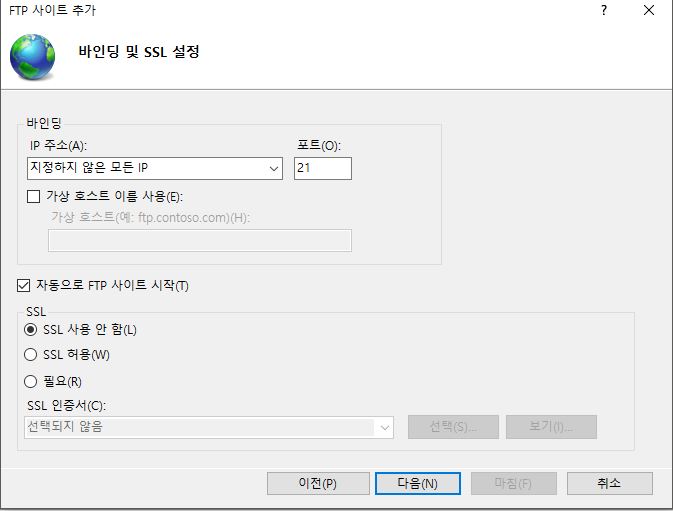 FTP 사이트 추가
?
바인딩 및 SSL 설정
바인딩
IP 주소(A): 포트(O):
지정하지 않은 모든 IP 21
가상 호스트 이름 사용(E):
가상 호스트(예: ftp.contoso.com)(H):
자동으로 FTP 사이트 시작(T)
SSL
SSL 사용 안 함(L)
SSL 허용(W)
필요(R)
SSL 인증서(C):
선택되지 않음 선택(S)... 보기(I)...
이전(P) 다음(N) 마침(F) 취소